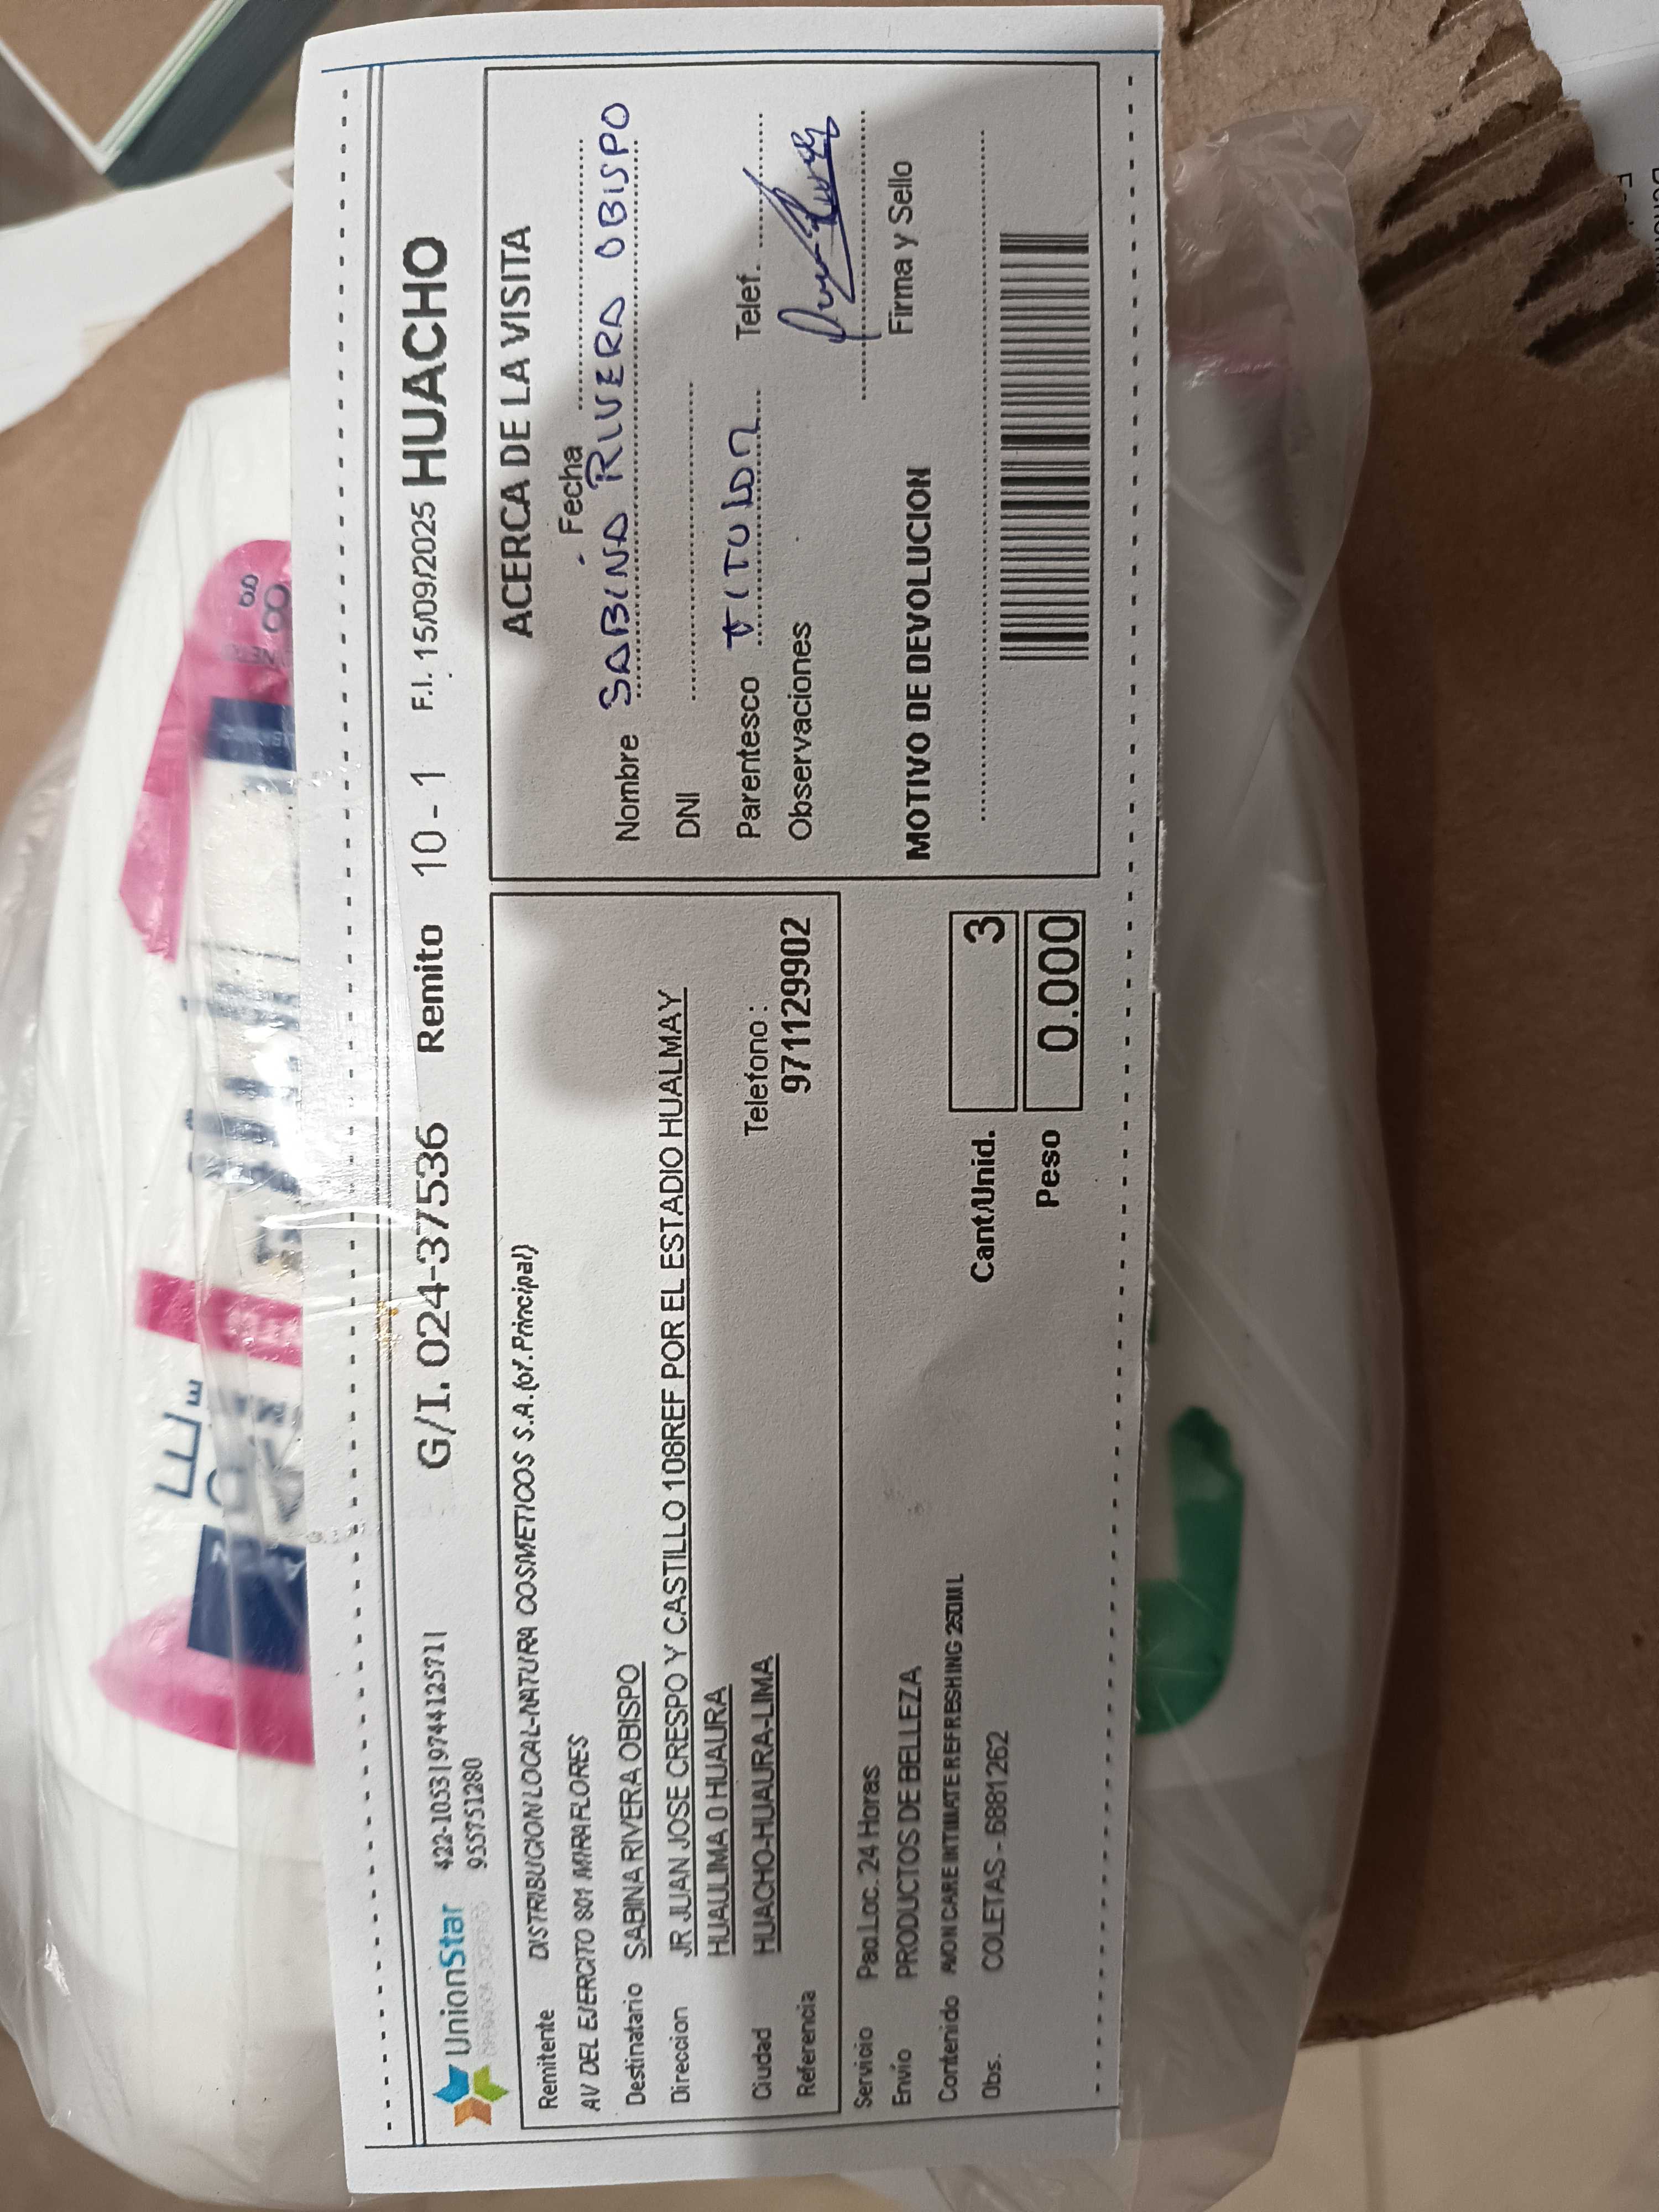 UnionStar
422-1053|974412571|
955751280
G/I. 024-37536 Remito 10 - 1 F.I. 15/09/2025 HUACHO
Remitente DISTRIBUCION LOCAL-NATURA COSMETICOS S.A.(of.Principal)
AV DEL EJERCITO 801 MIRAFLORES
Destinatario SABINA RIVERA OBISPO
Direccion JR JUAN JOSE CRESPO Y CASTILLO 108REF POR EL ESTADIO HUALMAY
HUAULIMA 0 HUAURA
Ciudad HUACHO-HUAURA-LIMA
Telefono :
971129902
Referencia
Servicio Paq.Loc. 24 Horas
Envío PRODUCTOS DE BELLEZA
Contenido AVON CARE INTIMATE REFRESHING 250ML
Obs. COLETAS - 6881262
Cant/Unid. 3
Peso 0.000
ACERCA DE LA VISITA
Fecha
Nombre SABINA RIVERA OBISPO
DNI
Parentesco TITULAR Telef.
Observaciones
Firma y Sello
MOTIVO DE DEVOLUCION